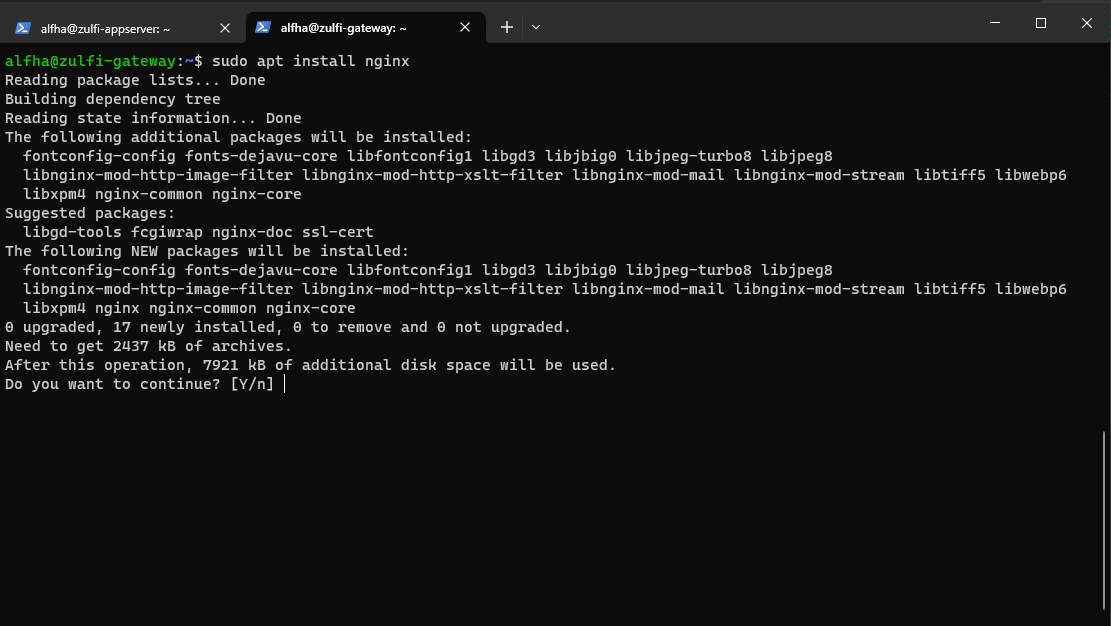 alfha@zulfi-appserver: ~
alfha@zulfi-gateway: ~
alfha@zulfi-gateway:~$ sudo apt install nginx
Reading package lists... Done
Building dependency tree
Reading state information... Done
The following additional packages will be installed:
  fontconfig-config fonts-dejavu-core libfontconfig1 libgd3 libjbig0 libjpeg-turbo8 libjpeg8
  libnginx-mod-http-image-filter libnginx-mod-http-xslt-filter libnginx-mod-mail libnginx-mod-stream libtiff5 libwebp6
  libxpm4 nginx-common nginx-core
Suggested packages:
  libgd-tools fcgiwrap nginx-doc ssl-cert
The following NEW packages will be installed:
  fontconfig-config fonts-dejavu-core libfontconfig1 libgd3 libjbig0 libjpeg-turbo8 libjpeg8
  libnginx-mod-http-image-filter libnginx-mod-http-xslt-filter libnginx-mod-mail libnginx-mod-stream libtiff5 libwebp6
  libxpm4 nginx nginx-common nginx-core
0 upgraded, 17 newly installed, 0 to remove and 0 not upgraded.
Need to get 2437 kB of archives.
After this operation, 7921 kB of additional disk space will be used.
Do you want to continue? [Y/n]